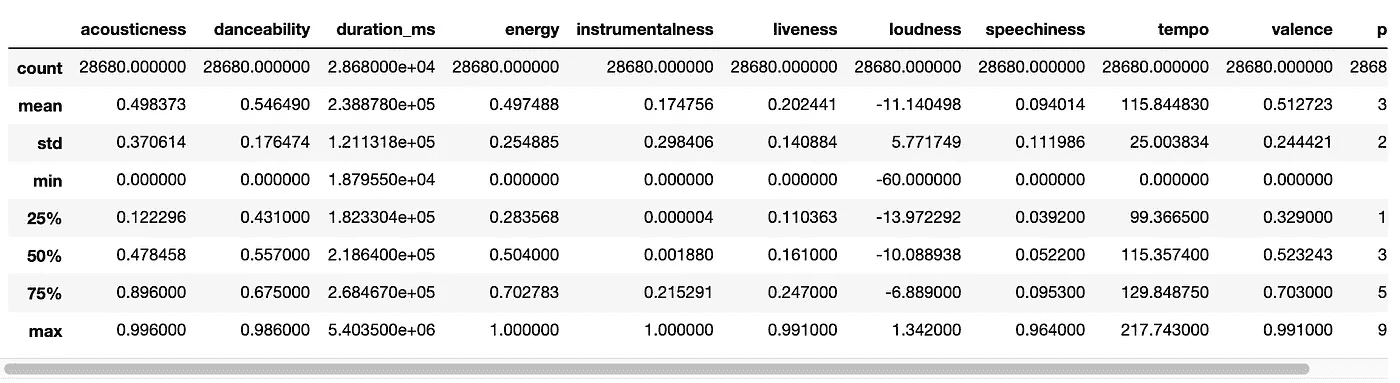 acousticness danceability duration_ms energy instrumentalness liveness loudness speechiness tempo valence p
count 28680.000000 28680.000000 2.868000e+04 28680.000000 28680.000000 28680.000000 28680.000000 28680.000000 28680.000000 28680.000000 2868
mean 0.498373 0.546490 2.388780e+05 0.497488 0.174756 0.202441 -11.140498 0.094014 115.844830 0.512723 3
std 0.370614 0.176474 1.211318e+05 0.254885 0.298406 0.140884 5.771749 0.111986 25.003834 0.244421 2
min 0.000000 0.000000 1.879550e+04 0.000000 0.000000 0.000000 -60.000000 0.000000 0.000000 0.000000
25% 0.122296 0.431000 1.823304e+05 0.283568 0.000004 0.110363 -13.972292 0.039200 99.366500 0.329000 1
50% 0.478458 0.557000 2.186400e+05 0.504000 0.001880 0.161000 -10.088938 0.052200 115.357400 0.523243 3
75% 0.896000 0.675000 2.684670e+05 0.702783 0.215291 0.247000 -6.889000 0.095300 129.848750 0.703000 5
max 0.996000 0.986000 5.403500e+06 1.000000 1.000000 0.991000 1.342000 0.964000 217.743000 0.991000 9